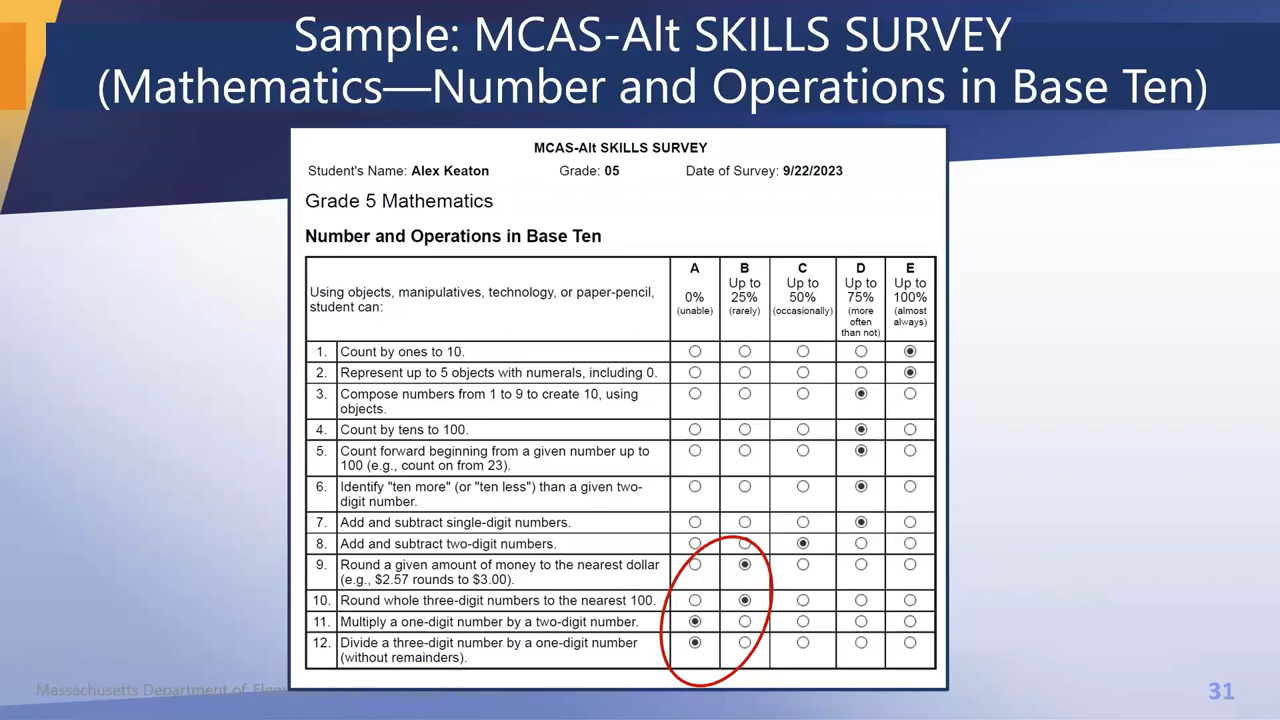 Sample: MCAS-Alt SKILLS SURVEY
(Mathematics—Number and Operations in Base Ten)
MCAS-Alt SKILLS SURVEY
Student's Name: Alex Keaton Grade: 05 Date of Survey: 9/22/2023
Grade 5 Mathematics
Number and Operations in Base Ten
Using objects, manipulatives, technology, or paper-pencil,
student can:
A
0%
(unable)
B
Up to
25%
(rarely)
C
Up to
50%
(occasionally)
D
Up to
75%
(more
often
than not)
E
Up to
100%
(almost
always)
1. Count by ones to 10.
2. Represent up to 5 objects with numerals, including 0.
3. Compose numbers from 1 to 9 to create 10, using
objects.
4. Count by tens to 100.
5. Count forward beginning from a given number up to
100 (e.g., count on from 23).
6. Identify "ten more" (or "ten less") than a given two-
digit number.
7. Add and subtract single-digit numbers.
8. Add and subtract two-digit numbers.
9. Round a given amount of money to the nearest dollar
(e.g., $2.57 rounds to $3.00).
10. Round whole three-digit numbers to the nearest 100.
11. Multiply a one-digit number by a two-digit number.
12. Divide a three-digit number by a one-digit number
(without remainders).
Massachusetts Department of
31